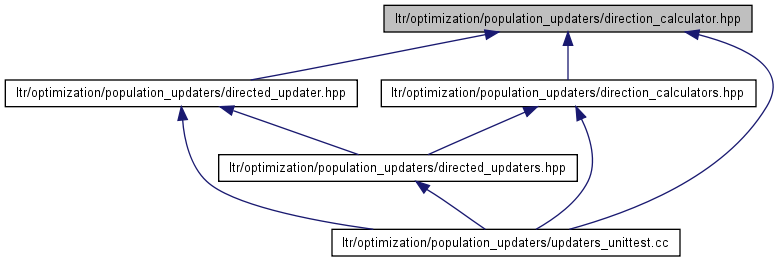 ltr/optimization/population_updaters/direction_calculator.hpp
ltr/optimization/population_updaters/directed_updater.hpp
ltr/optimization/population_updaters/direction_calculators.hpp
ltr/optimization/population_updaters/directed_updaters.hpp
ltr/optimization/population_updaters/updaters_unittest.cc